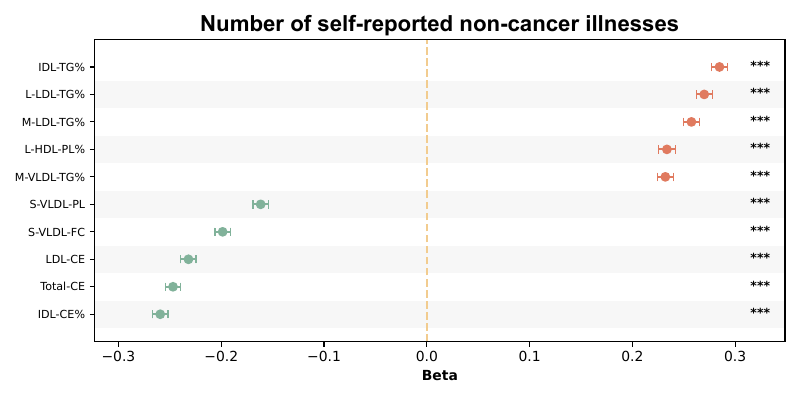 Number of self-reported non-cancer illnesses
IDL-TG% ***
L-LDL-TG% ***
M-LDL-TG% ***
L-HDL-PL% ***
M-VLDL-TG% ***
S-VLDL-PL ***
S-VLDL-FC ***
LDL-CE ***
Total-CE ***
IDL-CE% ***
−0.3 −0.2 −0.1 0.0 0.1 0.2 0.3
Beta